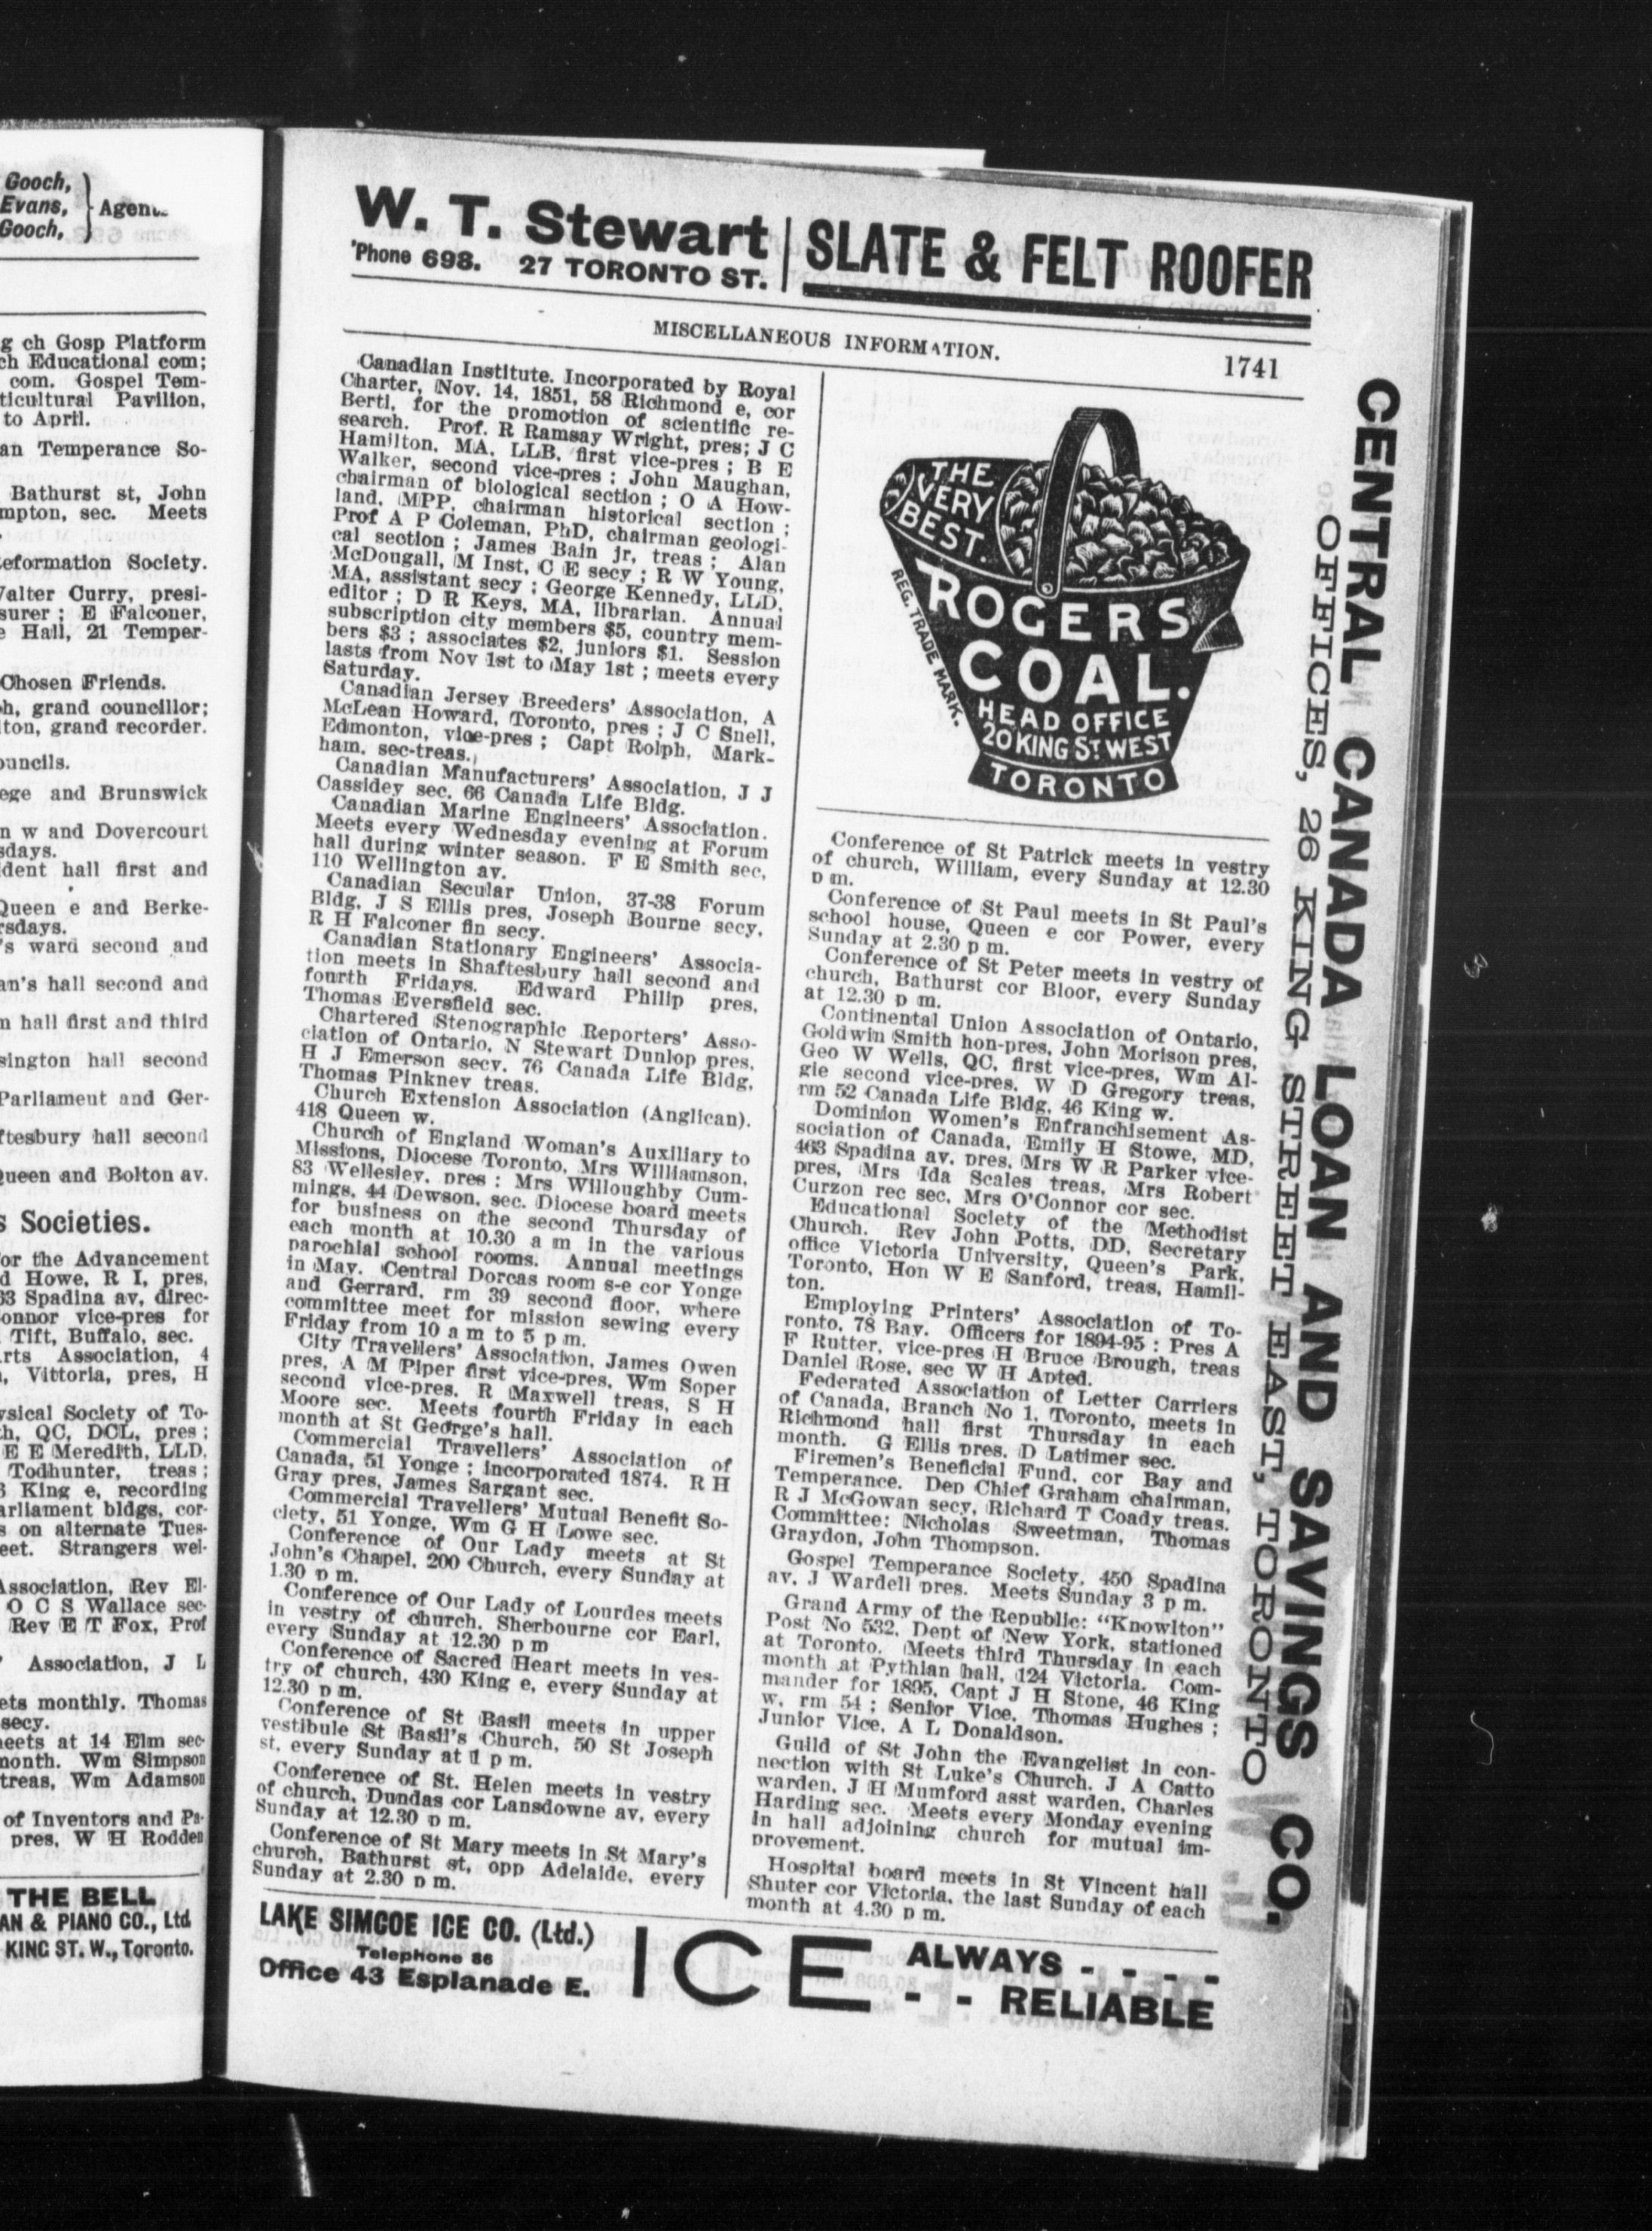 Gooch,
Evans, Agen
Gooch,
g ch Gosp Platform
ch Educational com;
com. Gospel Tem-
ticultural Pavilion,
to April.
an Temperance So-
Bathurst st, John
mpton, sec. Meets
eformation Society.
Walter Curry, presi-
surer ; E Falconer,
e Hall, 21 Temper-
Chosen Friends.
h, grand councillor;
lton, grand recorder.
ouncils.
ege and Brunswick
n w and Dovercourt
sdays.
dent hall first and
Queen e and Berke-
rsdays.
's ward second and
an's hall second and
n hall first and third
sington hall second
Parliament and Ger-
ftesbury hall second
Queen and Bolton av.
s Societies.
or the Advancement
d Howe, R I, pres,
63 Spadina av, direc-
onnor vice-pres for
Tift, Buffalo, sec.
rts Association, 4
, Vittoria, pres, H
ysical Society of To-
h, QC, DCL, pres ;
E E Meredith, LLD,
Todhunter, treas ;
6 King e, recording
arliament bldgs, cor-
s on alternate Tues-
eet. Strangers wel-
Association, Rev El-
O C S Wallace sec-
Rev E T Fox, Prof
' Association, J L
ets monthly. Thomas
secy.
neets at 14 Elm sec-
month. Wm Simpson
treas, Wm Adamson
of Inventors and Pa-
pres, W H Rodden
THE BELL
AN & PIANO CO., Ltd
KING ST. W., Toronto.
W. T. Stewart | SLATE & FELT ROOFER
'Phone 698. 27 TORONTO ST.
MISCELLANEOUS INFORMATION. 1741
Canadian Institute. Incorporated by Royal
Charter, Nov. 14, 1851, 58 Richmond e, cor
Berti, for the promotion of scientific re-
search. Prof. R Ramsay Wright, pres; J C
Hamilton, MA, LLB, first vice-pres ; B E
Walker, second vice-pres ; John Maughan,
chairman of biological section ; O A How-
land, MPP, chairman historical section ;
Prof A P Coleman, PhD, chairman geologi-
cal section ; James Bain jr, treas ; Alan
McDougall, M Inst, C E secy ; R W Young,
MA, assistant secy ; George Kennedy, LLD,
editor ; D R Keys, MA, librarian. Annual
subscription city members $5, country mem-
bers $3 ; associates $2, juniors $1. Session
lasts from Nov 1st to May 1st ; meets every
Saturday.
Canadian Jersey Breeders' Association, A
McLean Howard, Toronto, pres ; J C Snell,
Edmonton, vice-pres ; Capt Rolph, Mark-
ham, sec-treas.
Canadian Manufacturers' Association, J J
Cassidey sec. 66 Canada Life Bldg.
Canadian Marine Engineers' Association.
Meets every Wednesday evening at Forum
hall during winter season. F E Smith sec,
110 Wellington av.
Canadian Secular Union, 37-38 Forum
Bldg, J S Ellis pres, Joseph Bourne secy,
R H Falconer fin secy.
Canadian Stationary Engineers' Associa-
tion meets in Shaftesbury hall second and
fourth Fridays. Edward Philip pres,
Thomas Eversfield sec.
Chartered Stenographic Reporters' Asso-
ciation of Ontario, N Stewart Dunlop pres,
H J Emerson secy. 76 Canada Life Bldg,
Thomas Pinkney treas.
Church Extension Association (Anglican).
418 Queen w.
Church of England Woman's Auxiliary to
Missions, Diocese Toronto, Mrs Williamson,
83 Wellesley, pres ; Mrs Willoughby Cum-
mings, 44 Dewson, sec. Diocese board meets
for business on the second Thursday of
each month at 10.30 a m in the various
parochial school rooms. Annual meetings
in May. Central Dorcas room s-e cor Yonge
and Gerrard, rm 39 second floor, where
committee meet for mission sewing every
Friday from 10 a m to 5 p m.
City Travellers' Association, James Owen
pres, A M Piper first vice-pres, Wm Soper
second vice-pres, R Maxwell treas, S H
Moore sec. Meets fourth Friday in each
month at St George's hall.
Commercial Travellers' Association of
Canada, 51 Yonge ; incorporated 1874. R H
Gray pres, James Sargant sec.
Commercial Travellers' Mutual Benefit So-
ciety, 51 Yonge, Wm G H Lowe sec.
Conference of Our Lady meets at St
John's Chapel, 200 Church, every Sunday at
1.30 p m.
Conference of Our Lady of Lourdes meets
in vestry of church, Sherbourne cor Earl,
every Sunday at 12.30 p m
Conference of Sacred Heart meets in ves-
try of church, 430 King e, every Sunday at
12.30 p m.
Conference of St Basil meets in upper
vestibule St Basil's Church, 50 St Joseph
st, every Sunday at 1 p m.
Conference of St. Helen meets in vestry
of church, Dundas cor Lansdowne av, every
Sunday at 12.30 p m.
Conference of St Mary meets in St Mary's
church, Bathurst st, opp Adelaide, every
Sunday at 2.30 p m.
THE
VERY
BEST.
ROGERS
COAL.
REG. TRADE MARK.
HEAD OFFICE
20 KING ST WEST
TORONTO
Conference of St Patrick meets in vestry
of church, William, every Sunday at 12.30
p m.
Conference of St Paul meets in St Paul's
school house, Queen e cor Power, every
Sunday at 2.30 p m.
Conference of St Peter meets in vestry of
church, Bathurst cor Bloor, every Sunday
at 12.30 p m.
Continental Union Association of Ontario,
Goldwin Smith hon-pres, John Morison pres,
Geo W Wells, QC, first vice-pres, Wm Al-
gie second vice-pres, W D Gregory treas,
rm 52 Canada Life Bldg, 46 King w.
Dominion Women's Enfranchisement As-
sociation of Canada, Emily H Stowe, MD,
463 Spadina av, pres, Mrs W R Parker vice-
pres, Mrs Ida Scales treas, Mrs Robert
Curzon rec sec, Mrs O'Connor cor sec.
Educational Society of the Methodist
Church. Rev John Potts, DD, Secretary
office Victoria University, Queen's Park,
Toronto, Hon W E Sanford, treas, Hamil-
ton.
Employing Printers' Association of To-
ronto, 78 Bay. Officers for 1894-95 : Pres A
F Rutter, vice-pres H Bruce Brough, treas
Daniel Rose, sec W H Apted.
Federated Association of Letter Carriers
of Canada, Branch No 1, Toronto, meets in
Richmond hall first Thursday in each
month. G Ellis pres, D Latimer sec.
Firemen's Beneficial Fund, cor Bay and
Temperance. Dep Chief Graham chairman,
R J McGowan secy, Richard T Coady treas.
Committee: Nicholas Sweetman, Thomas
Graydon, John Thompson.
Gospel Temperance Society, 450 Spadina
av, J Wardell pres. Meets Sunday 3 p m.
Grand Army of the Republic: "Knowlton"
Post No 532, Dept of New York, stationed
at Toronto. Meets third Thursday in each
month at Pythian hall, 124 Victoria. Com-
mander for 1895, Capt J H Stone, 46 King
w, rm 54 ; Senior Vice, Thomas Hughes ;
Junior Vice, A L Donaldson.
Guild of St John the Evangelist in con-
nection with St Luke's Church. J A Catto
warden, J H Mumford asst warden, Charles
Harding sec. Meets every Monday evening
in hall adjoining church for mutual im-
provement.
Hospital board meets in St Vincent hall
Shuter cor Victoria, the last Sunday of each
month at 4.30 p m.
CENTRAL CANADA LOAN AND SAVINGS CO.
OFFICES, 26 KING STREET EAST, TORONTO
LAKE SIMCOE ICE CO. (Ltd.)
Telephone 86
Office 43 Esplanade E.
ICE
ALWAYS - - - -
- - RELIABLE